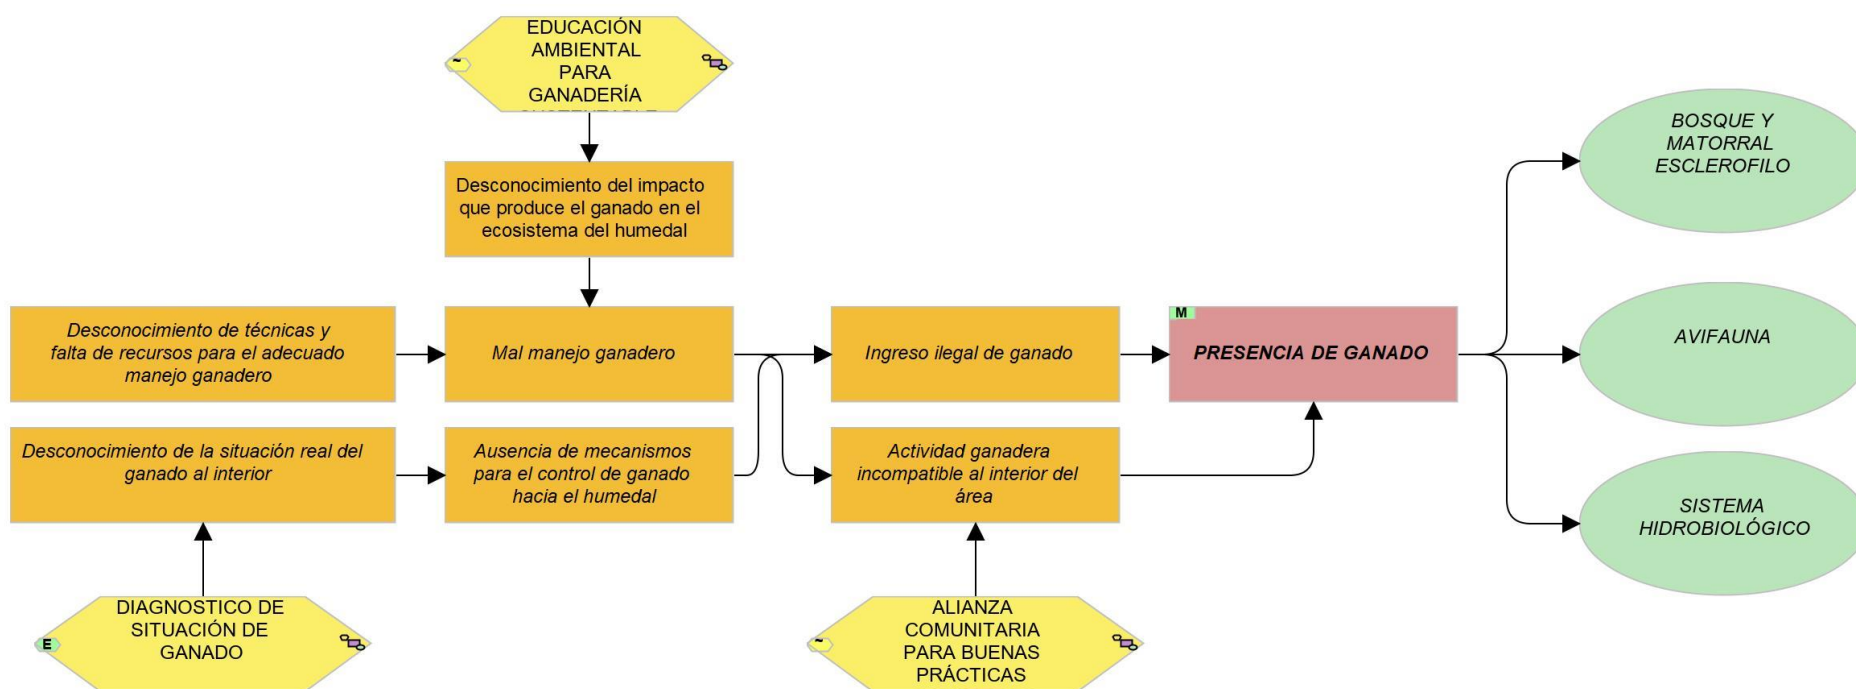 EDUCACIÓN
AMBIENTAL
PARA
GANADERÍA
~
Desconocimiento del impacto
que produce el ganado en el
ecosistema del humedal
Desconocimiento de técnicas y
falta de recursos para el adecuado
manejo ganadero
Mal manejo ganadero
Ingreso ilegal de ganado
M
PRESENCIA DE GANADO
BOSQUE Y
MATORRAL
ESCLEROFILO
AVIFAUNA
SISTEMA
HIDROBIOLÓGICO
Desconocimiento de la situación real del
ganado al interior
Ausencia de mecanismos
para el control de ganado
hacia el humedal
Actividad ganadera
incompatible al interior del
área
DIAGNOSTICO DE
SITUACIÓN DE
GANADO
E
ALIANZA
COMUNITARIA
PARA BUENAS
PRÁCTICAS
~